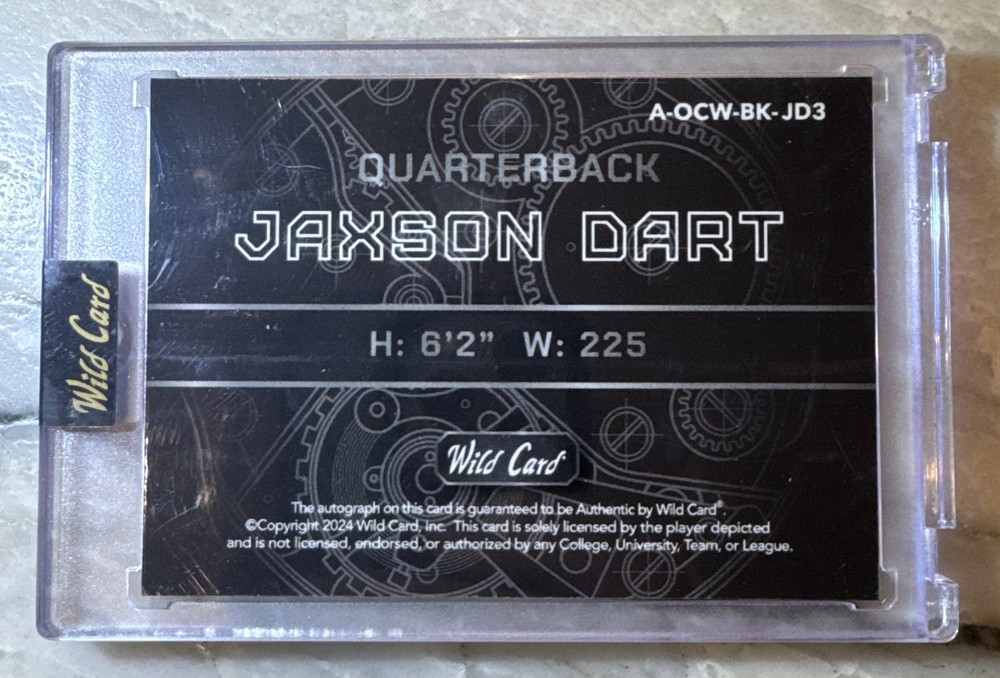 A-OCW-BK-JD3
QUARTERBACK
JAXSON DART
H: 6'2" W: 225
Wild Card
Wild Card
The autograph on this card is guaranteed to be Authentic by Wild Card®.
©Copyright 2024 Wild Card, Inc. This card is solely licensed by the player depicted
and is not licensed, endorsed, or authorized by any College, University, Team, or League.